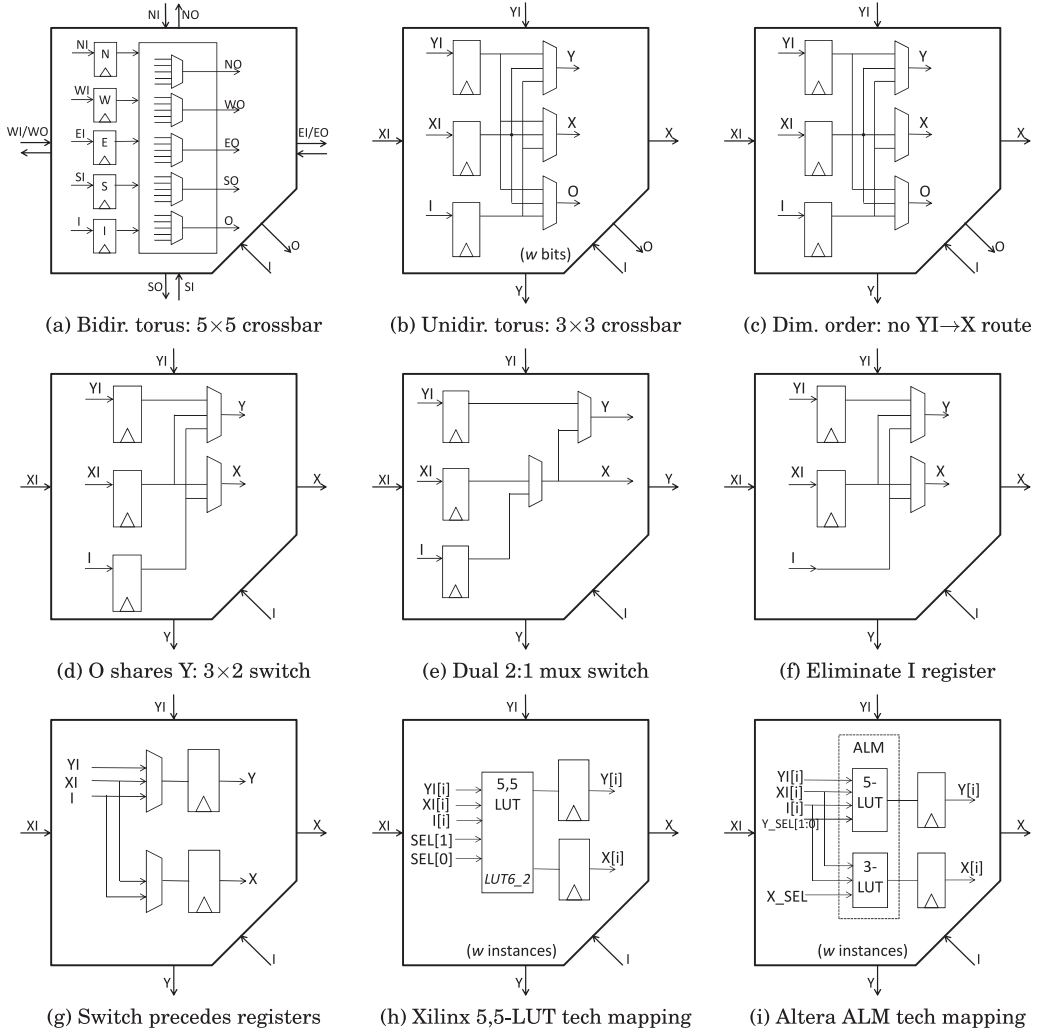 NI NO
NI N NO
WI W WO
EI E EO
SI S SO
I I O
WI/WO EI/EO
O
I
SO SI
(a) Bidir. torus: 5×5 crossbar
YI
YI Y
XI XI X X
I O
O
(w bits) I
Y
(b) Unidir. torus: 3×3 crossbar
YI
YI Y
XI XI X X
I O
O
I
Y
(c) Dim. order: no YI→X route
YI
YI Y
XI XI X X
I
I
Y
(d) O shares Y: 3×2 switch
YI
YI Y
XI XI X Y
I
I
Y
(e) Dual 2:1 mux switch
YI
YI Y
XI XI X X
I
I
Y
(f) Eliminate I register
YI
YI
XI Y
I
XI X
X
I
Y
(g) Switch precedes registers
YI
YI[i] 5,5 Y[i]
XI[i] LUT
I[i]
XI SEL[1] X
SEL[0] X[i]
LUT6_2
(w instances) I
Y
(h) Xilinx 5,5-LUT tech mapping
YI
ALM
YI[i] 5- Y[i]
XI[i] LUT
I[i]
XI Y_SEL[1:0] X
3- X[i]
X_SEL LUT
(w instances) I
Y
(i) Altera ALM tech mapping